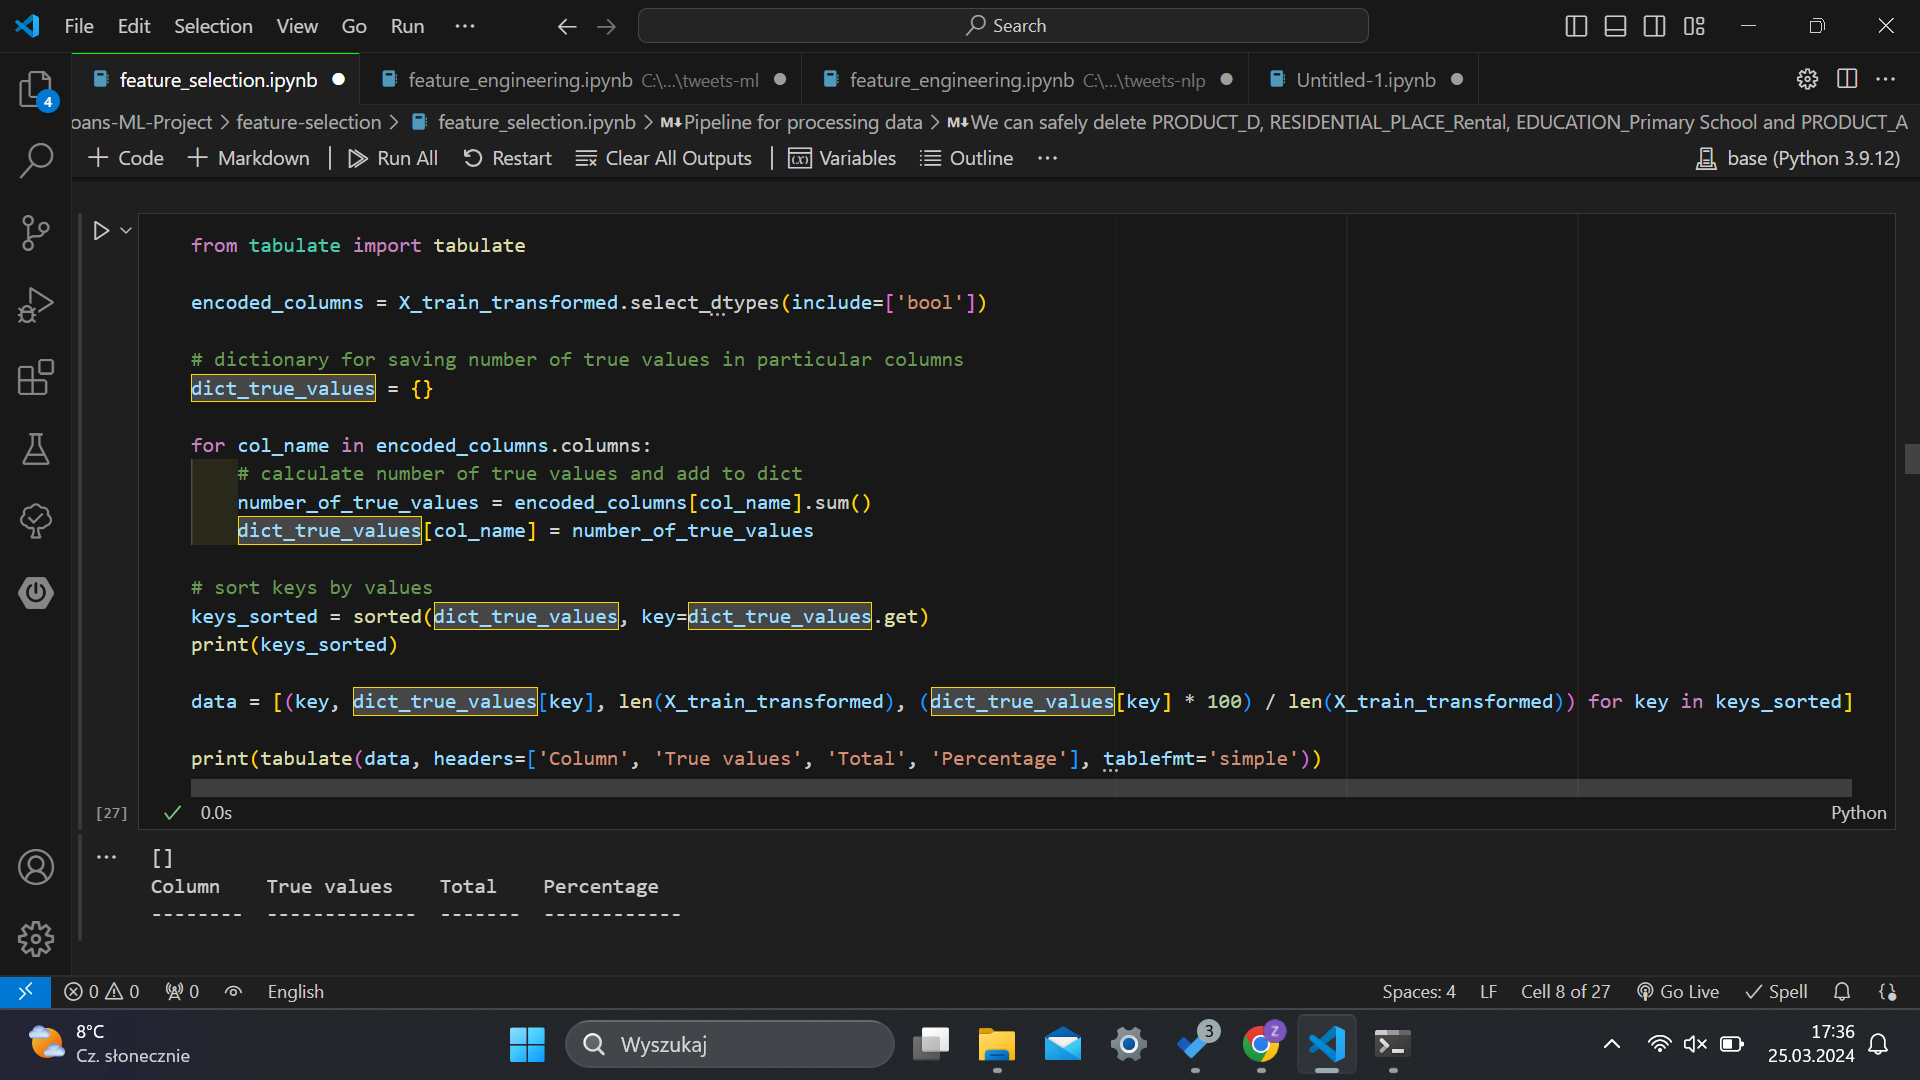 File Edit Selection View Go Run ··· Search
feature_selection.ipynb feature_engineering.ipynb C:\...\tweets-ml feature_engineering.ipynb C:\...\tweets-nlp Untitled-1.ipynb
4
oans-ML-Project > feature-selection > feature_selection.ipynb > M↓Pipeline for processing data > M↓We can safely delete PRODUCT_D, RESIDENTIAL_PLACE_Rental, EDUCATION_Primary School and PRODUCT_A
+ Code + Markdown | Run All Restart Clear All Outputs | Variables Outline ··· base (Python 3.9.12)
from tabulate import tabulate
encoded_columns = X_train_transformed.select_dtypes(include=['bool'])
# dictionary for saving number of true values in particular columns
dict_true_values = {}
for col_name in encoded_columns.columns:
# calculate number of true values and add to dict
number_of_true_values = encoded_columns[col_name].sum()
dict_true_values[col_name] = number_of_true_values
# sort keys by values
keys_sorted = sorted(dict_true_values, key=dict_true_values.get)
print(keys_sorted)
data = [(key, dict_true_values[key], len(X_train_transformed), (dict_true_values[key] * 100) / len(X_train_transformed)) for key in keys_sorted]
print(tabulate(data, headers=['Column', 'True values', 'Total', 'Percentage'], tablefmt='simple'))
[27] 0.0s Python
··· []
Column True values Total Percentage
-------- ------------- ------- ------------
0 0 0 English Spaces: 4 LF Cell 8 of 27 Go Live Spell
8°C
Cz. słonecznie
Wyszukaj
3
Z
17:36
25.03.2024